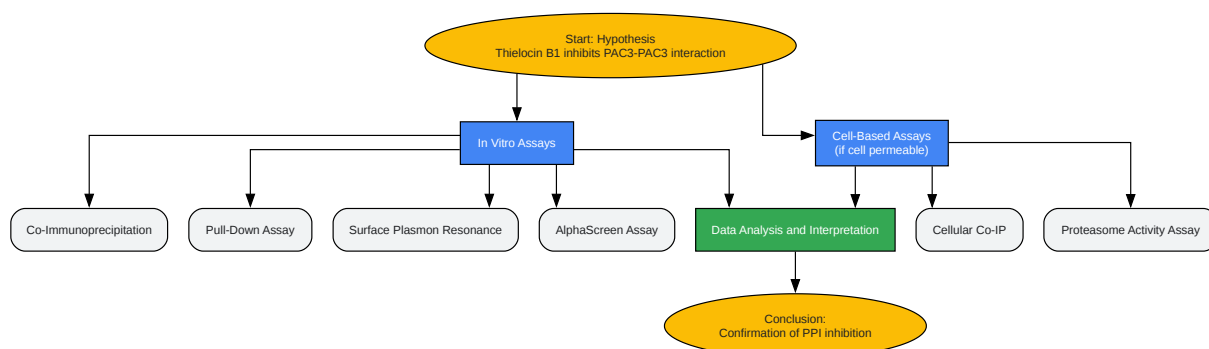 Start: Hypothesis
Thielocin B1 inhibits PAC3-PAC3 interaction
In Vitro Assays
Cell-Based Assays
(if cell permeable)
Co-Immunoprecipitation
Pull-Down Assay
Surface Plasmon Resonance
AlphaScreen Assay
Data Analysis and Interpretation
Cellular Co-IP
Proteasome Activity Assay
Conclusion:
Confirmation of PPI inhibition